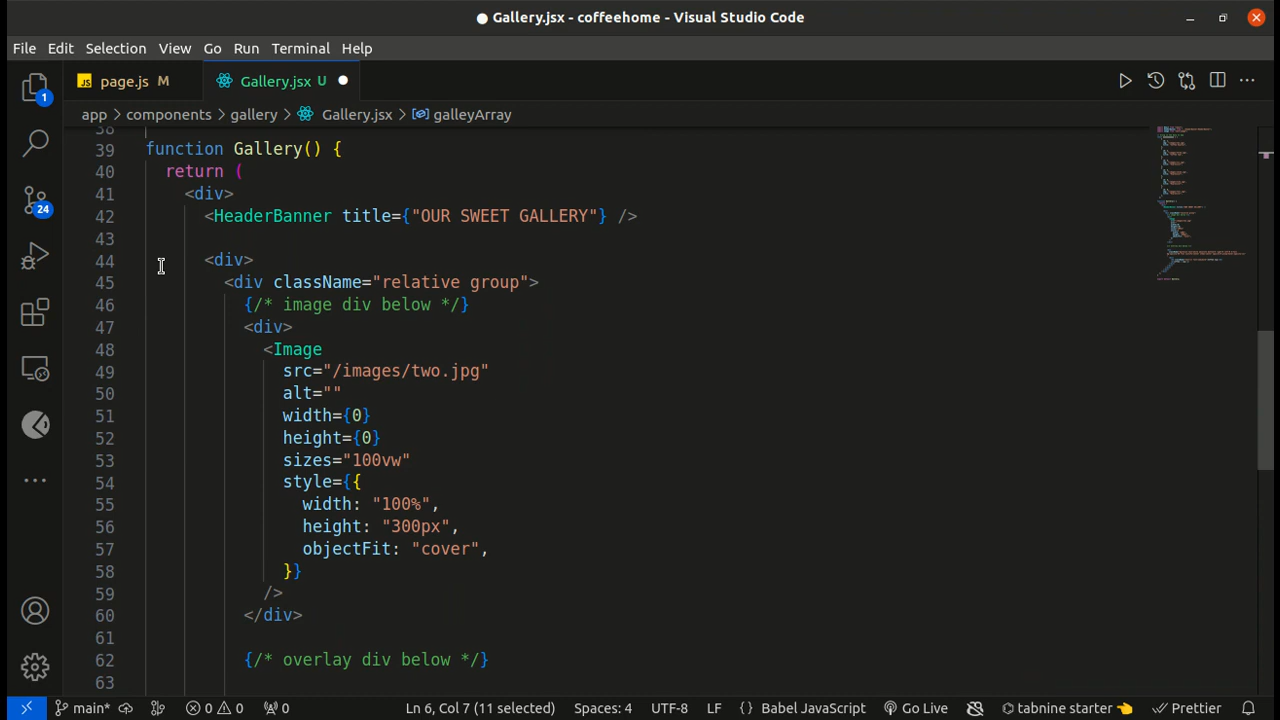 ● Gallery.jsx - coffeehome - Visual Studio Code
File Edit Selection View Go Run Terminal Help
1
JS page.js M
Gallery.jsx U ●
app > components > gallery > Gallery.jsx > galleyArray
38
39 function Gallery() {
40 return (
41 <div>
42 <HeaderBanner title={"OUR SWEET GALLERY"} />
43
24
44 <div>
45 <div className="relative group">
46 {/* image div below */}
47 <div>
48 <Image
49 src="/images/two.jpg"
50 alt=""
51 width={0}
52 height={0}
53 sizes="100vw"
54 style={{
55 width: "100%",
56 height: "300px",
57 objectFit: "cover",
58 }}
59 />
60 </div>
61
62 {/* overlay div below */}
63
main* 0 0 0 Ln 6, Col 7 (11 selected) Spaces: 4 UTF-8 LF {} Babel JavaScript Go Live tabnine starter 👈 Prettier